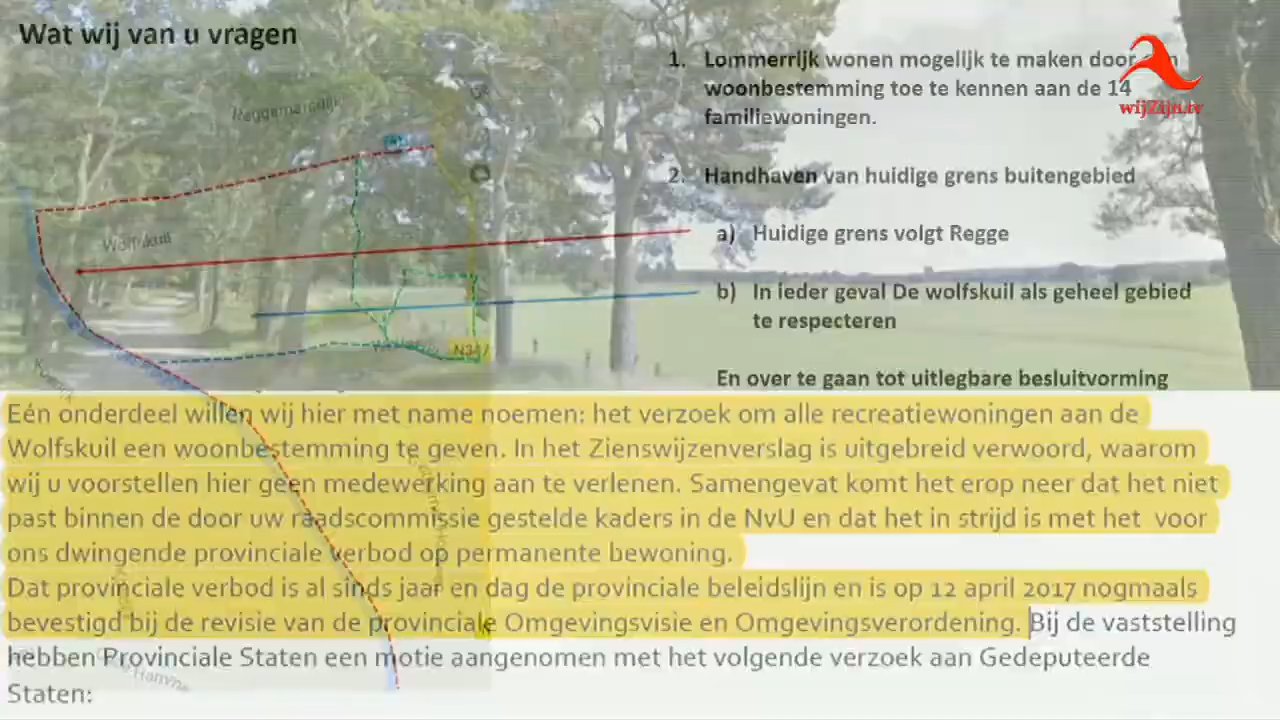 Wat wij van u vragen
1. Lommerrijk wonen mogelijk te maken door een
woonbestemming toe te kennen aan de 14
familiewoningen.
wijZijn.tv
2. Handhaven van huidige grens buitengebied
a) Huidige grens volgt Regge
b) In ieder geval De wolfskuil als geheel gebied
te respecteren
En over te gaan tot uitlegbare besluitvorming
Reggemarsdijk
Wolfskuil
N347
Eén onderdeel willen wij hier met name noemen: het verzoek om alle recreatiewoningen aan de
Wolfskuil een woonbestemming te geven. In het Zienswijzenverslag is uitgebreid verwoord, waarom
wij u voorstellen hier geen medewerking aan te verlenen. Samengevat komt het erop neer dat het niet
past binnen de door uw raadscommissie gestelde kaders in de NvU en dat het in strijd is met het voor
ons dwingende provinciale verbod op permanente bewoning.
Dat provinciale verbod is al sinds jaar en dag de provinciale beleidslijn en is op 12 april 2017 nogmaals
bevestigd bij de revisie van de provinciale Omgevingsvisie en Omgevingsverordening. Bij de vaststelling
hebben Provinciale Staten een motie aangenomen met het volgende verzoek aan Gedeputeerde
Staten: